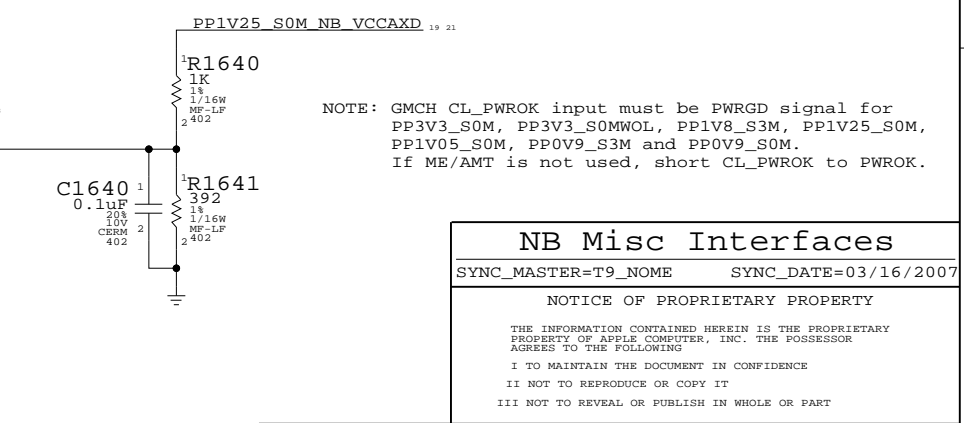 PP1V25_S0M_NB_VCCAXD 19 21
1
R1640
1K
1%
1/16W
MF-LF
402
2
NOTE: GMCH CL_PWROK input must be PWRGD signal for
PP3V3_S0M, PP3V3_S0MWOL, PP1V8_S3M, PP1V25_S0M,
PP1V05_S0M, PP0V9_S3M and PP0V9_S0M.
If ME/AMT is not used, short CL_PWROK to PWROK.
C1640
1
0.1uF
20%
10V
CERM
402
2
1
R1641
392
1%
1/16W
MF-LF
402
2
NB Misc Interfaces
SYNC_MASTER=T9_NOME SYNC_DATE=03/16/2007
NOTICE OF PROPRIETARY PROPERTY
THE INFORMATION CONTAINED HEREIN IS THE PROPRIETARY
PROPERTY OF APPLE COMPUTER, INC. THE POSSESSOR
AGREES TO THE FOLLOWING
I TO MAINTAIN THE DOCUMENT IN CONFIDENCE
II NOT TO REPRODUCE OR COPY IT
III NOT TO REVEAL OR PUBLISH IN WHOLE OR PART